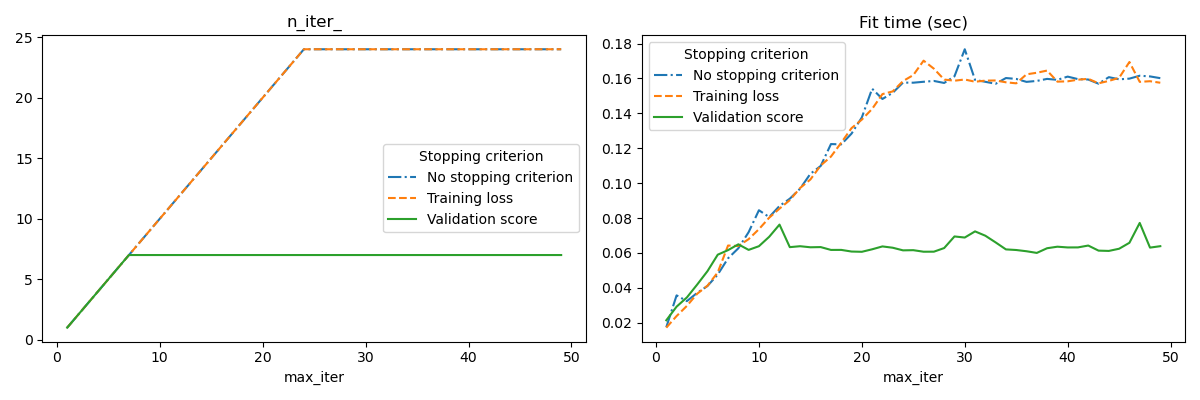 n_iter_
25
20
15
10
5
0
Stopping criterion
No stopping criterion
Training loss
Validation score
0 10 20 30 40 50
max_iter
Fit time (sec)
0.18
0.16
0.14
0.12
0.10
0.08
0.06
0.04
0.02
Stopping criterion
No stopping criterion
Training loss
Validation score
0 10 20 30 40 50
max_iter